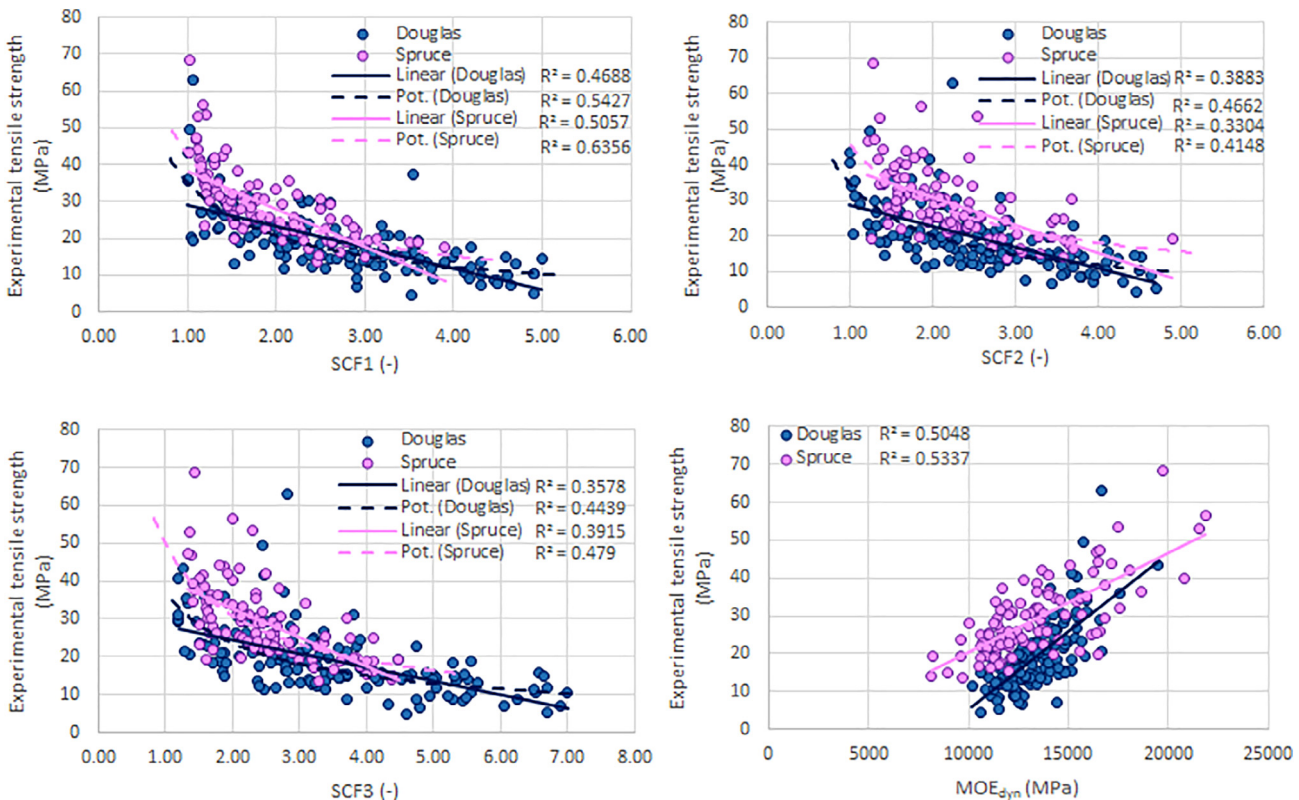 Experimental tensile strength
(MPa)
80
70
60
50
40
30
20
10
0
Douglas
Spruce
Linear (Douglas) R² = 0.4688
Pot. (Douglas) R² = 0.5427
Linear (Spruce) R² = 0.5057
Pot. (Spruce) R² = 0.6356
0.00 1.00 2.00 3.00 4.00 5.00 6.00
SCF1 (-)
Experimental tensile strength
(MPa)
80
70
60
50
40
30
20
10
0
Douglas
Spruce
Linear (Douglas) R² = 0.3883
Pot. (Douglas) R² = 0.4662
Linear (Spruce) R² = 0.3304
Pot. (Spruce) R² = 0.4148
0.00 1.00 2.00 3.00 4.00 5.00 6.00
SCF2 (-)
Experimental tensile strength
(MPa)
80
70
60
50
40
30
20
10
0
Douglas
Spruce
Linear (Douglas) R² = 0.3578
Pot. (Douglas) R² = 0.4439
Linear (Spruce) R² = 0.3915
Pot. (Spruce) R² = 0.479
0.00 1.00 2.00 3.00 4.00 5.00 6.00 7.00 8.00
SCF3 (-)
Experimental tensile strength
(MPa)
80
70
60
50
40
30
20
10
0
Douglas R² = 0.5048
Spruce R² = 0.5337
0 5000 10000 15000 20000 25000
MOEdyn (MPa)